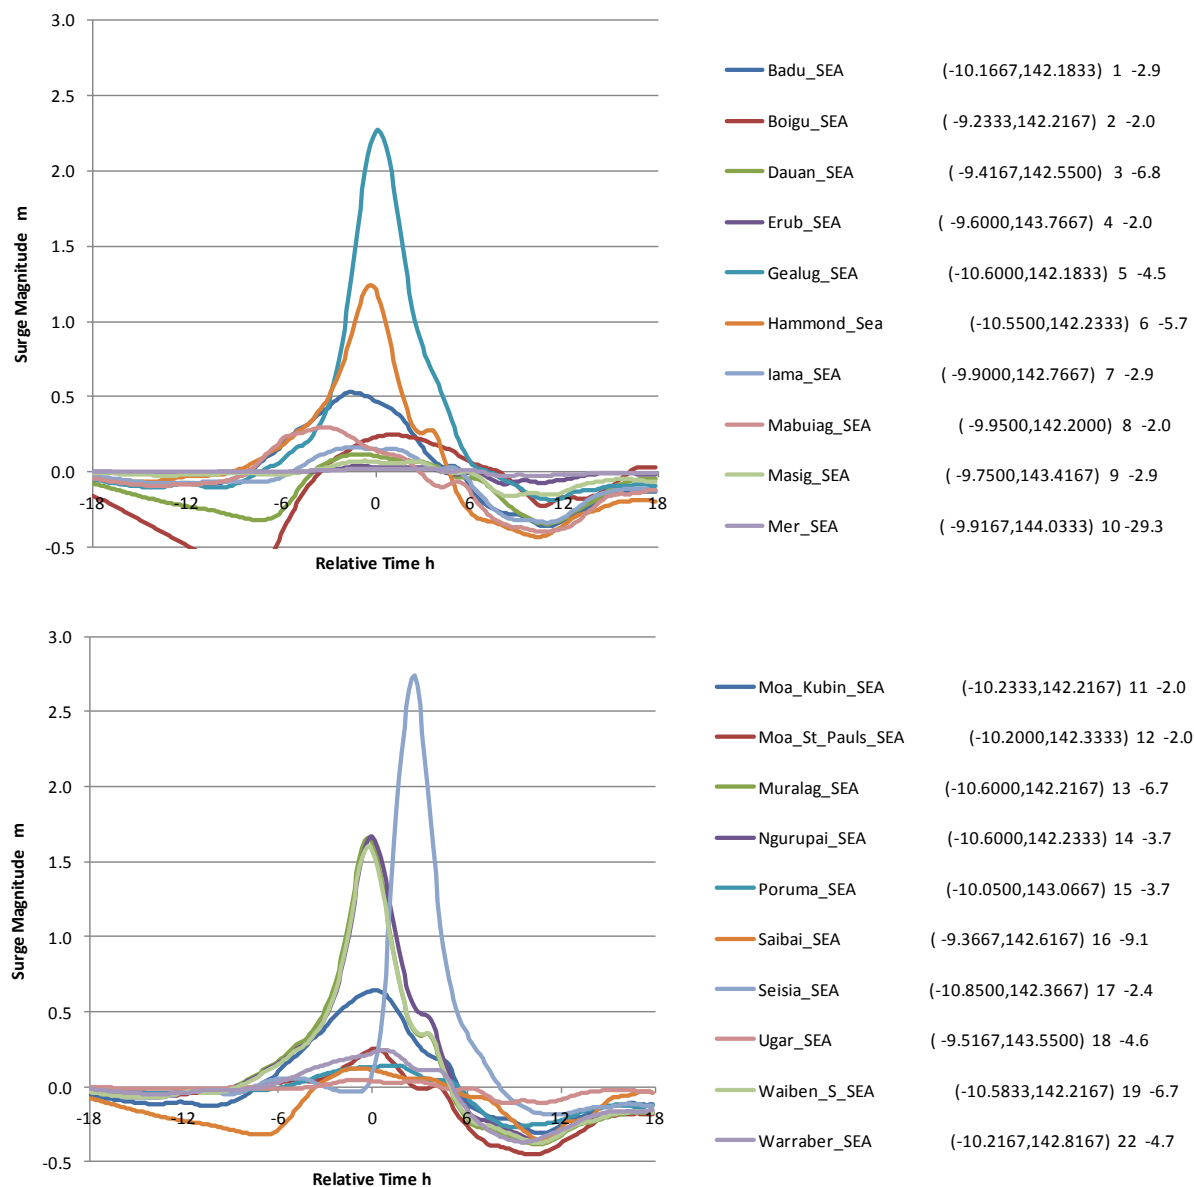 3.0
2.5
2.0
1.5
1.0
0.5
0.0
-0.5
Surge Magnitude m
-18 -12 -6 0 6 12 18
Relative Time h
Badu_SEA (-10.1667,142.1833) 1 -2.9
Boigu_SEA ( -9.2333,142.2167) 2 -2.0
Dauan_SEA ( -9.4167,142.5500) 3 -6.8
Erub_SEA ( -9.6000,143.7667) 4 -2.0
Gealug_SEA (-10.6000,142.1833) 5 -4.5
Hammond_Sea (-10.5500,142.2333) 6 -5.7
Iama_SEA ( -9.9000,142.7667) 7 -2.9
Mabuiag_SEA ( -9.9500,142.2000) 8 -2.0
Masig_SEA ( -9.7500,143.4167) 9 -2.9
Mer_SEA ( -9.9167,144.0333) 10 -29.3
3.0
2.5
2.0
1.5
1.0
0.5
0.0
-0.5
Surge Magnitude m
-18 -12 -6 0 6 12 18
Relative Time h
Moa_Kubin_SEA (-10.2333,142.2167) 11 -2.0
Moa_St_Pauls_SEA (-10.2000,142.3333) 12 -2.0
Muralag_SEA (-10.6000,142.2167) 13 -6.7
Ngurupai_SEA (-10.6000,142.2333) 14 -3.7
Poruma_SEA (-10.0500,143.0667) 15 -3.7
Saibai_SEA ( -9.3667,142.6167) 16 -9.1
Seisia_SEA (-10.8500,142.3667) 17 -2.4
Ugar_SEA ( -9.5167,143.5500) 18 -4.6
Waiben_S_SEA (-10.5833,142.2167) 19 -6.7
Warraber_SEA (-10.2167,142.8167) 22 -4.7